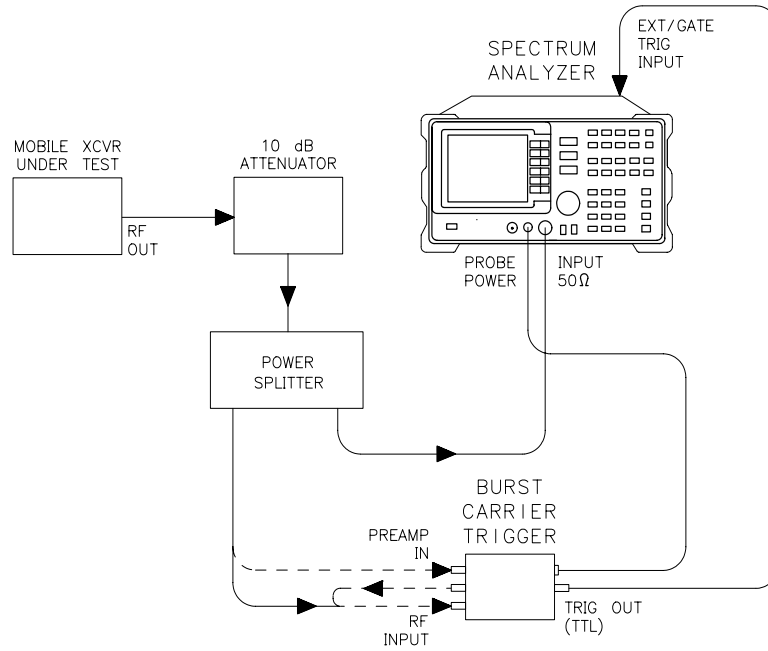 EXT/GATE
TRIG
INPUT
SPECTRUM
ANALYZER
MOBILE XCVR
UNDER TEST
10 dB
ATTENUATOR
RF
OUT
PROBE
POWER
INPUT
50Ω
POWER
SPLITTER
BURST
CARRIER
TRIGGER
PREAMP
IN
RF
INPUT
TRIG OUT
(TTL)